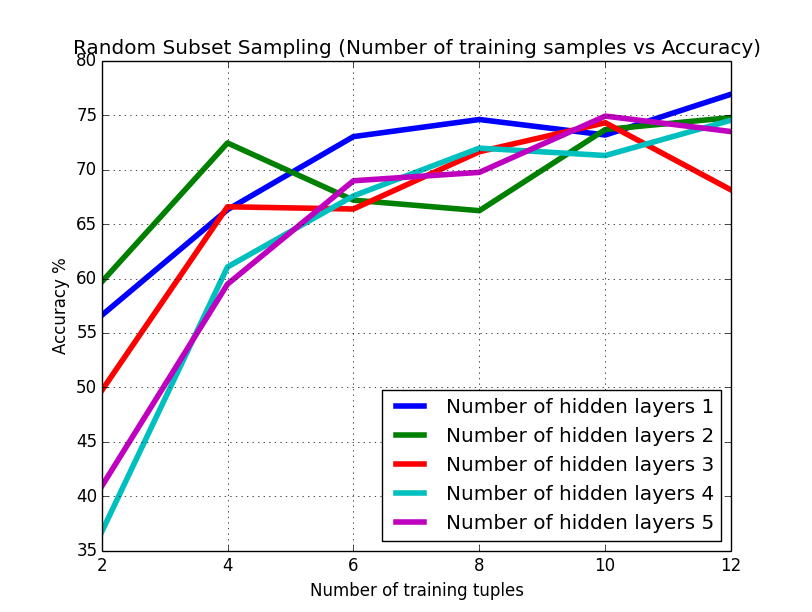 Random Subset Sampling (Number of training samples vs Accuracy)
80
75
70
65
60
55
50
45
40
35
Accuracy %
Number of hidden layers 1
Number of hidden layers 2
Number of hidden layers 3
Number of hidden layers 4
Number of hidden layers 5
2 4 6 8 10 12
Number of training tuples